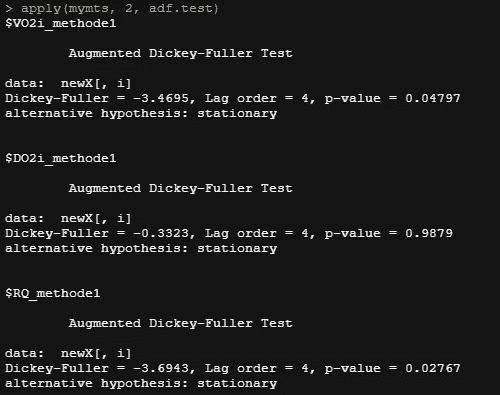 > apply(mymts, 2, adf.test)
$VO2i_methode1
Augmented Dickey-Fuller Test
data:  newX[, i]
Dickey-Fuller = -3.4695, Lag order = 4, p-value = 0.04797
alternative hypothesis: stationary
$DO2i_methode1
Augmented Dickey-Fuller Test
data:  newX[, i]
Dickey-Fuller = -0.3323, Lag order = 4, p-value = 0.9879
alternative hypothesis: stationary
$RQ_methode1
Augmented Dickey-Fuller Test
data:  newX[, i]
Dickey-Fuller = -3.6943, Lag order = 4, p-value = 0.02767
alternative hypothesis: stationary